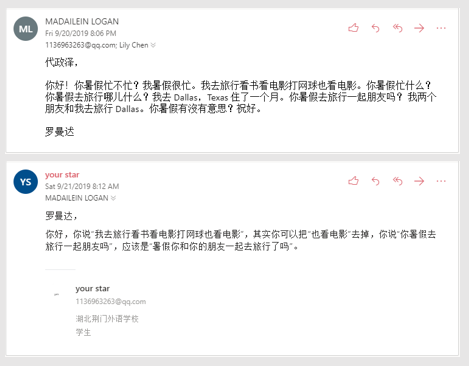 ML
MADAILEIN LOGAN
Fri 9/20/2019 8:06 PM
1136963263@qq.com; Lily Chen
代政泽，
你好！你暑假忙不忙？我暑假很忙。我去旅行看书看电影打网球也看电影。你暑假忙什么？
你暑假去旅行哪儿什么？我去 Dallas，Texas 住了一个月。你暑假去旅行一起朋友吗？ 我两个
朋友和我去旅行 Dallas。你暑假有沒有意思？祝好。
罗曼达
YS
your star
Sat 9/21/2019 8:12 AM
MADAILEIN LOGAN
罗曼达，
你好，你说"我去旅行看书看电影打网球也看电影"，其实你可以把"也看电影"去掉，你说"你暑假去
旅行一起朋友吗"，应该是"暑假你和你的朋友一起去旅行了吗"。
your star
1136963263@qq.com
湖北荆门外语学校
学生